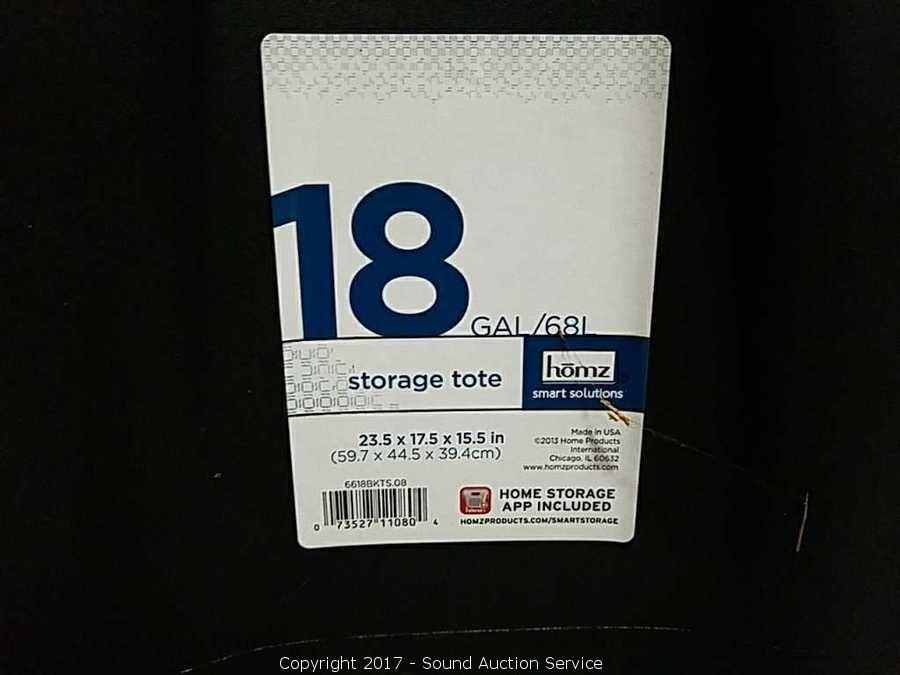 18
GAL/68L
storage tote
hōmz
smart solutions
23.5 x 17.5 x 15.5 in
(59.7 x 44.5 x 39.4cm)
Made in USA
©2013 Home Products
International
Chicago, IL 60632
www.homzproducts.com
6618BKTS.08
0 73527 11080 4
HOME STORAGE
APP INCLUDED
HOMZPRODUCTS.COM/SMARTSTORAGE
Copyright 2017 - Sound Auction Service